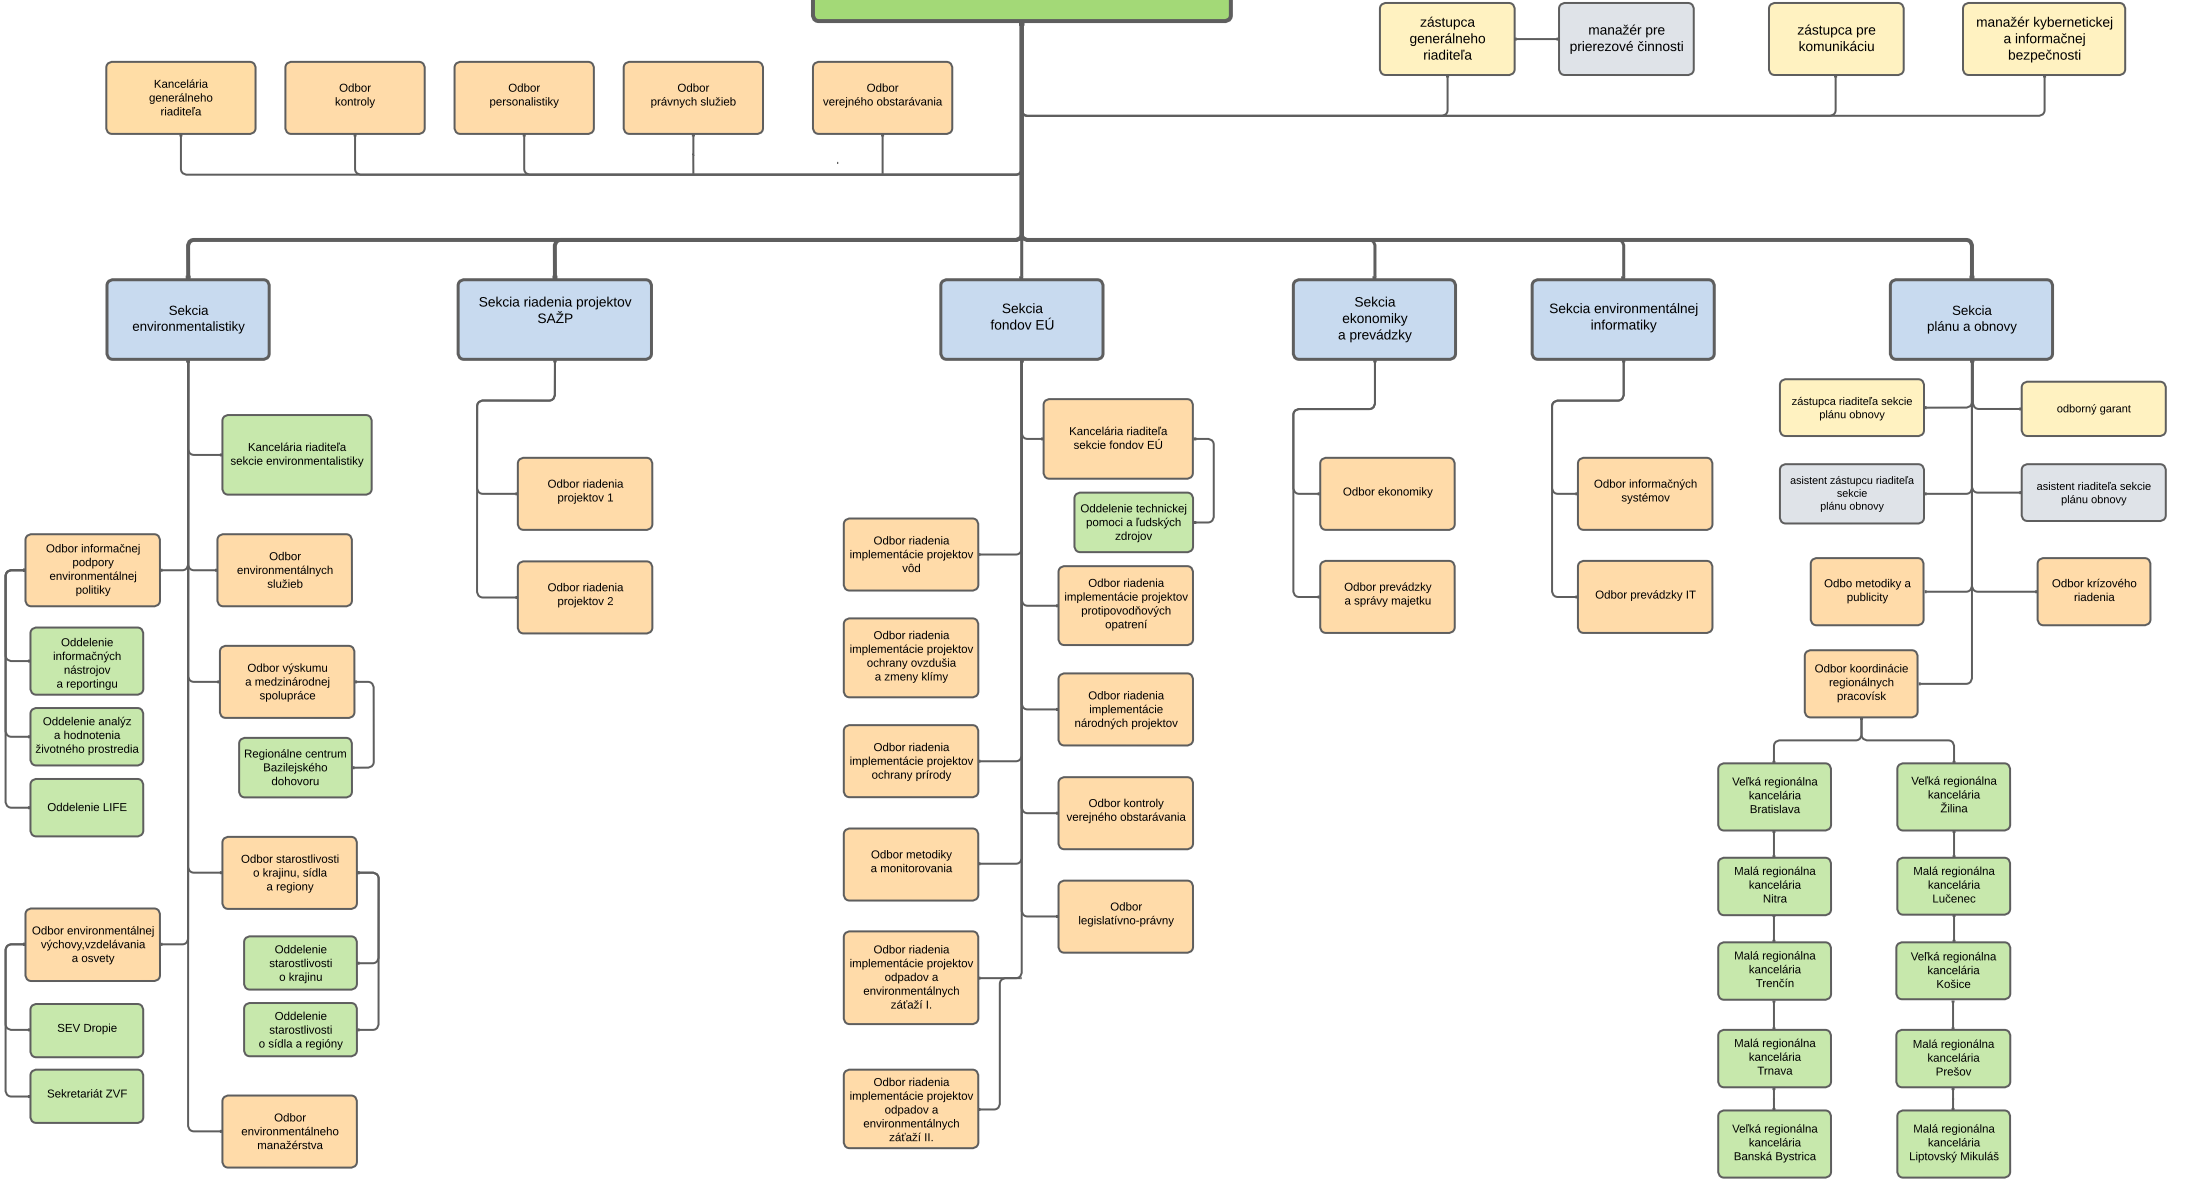 zástupca
generálneho
riaditeľa
manažér pre
prierezové činnosti
zástupca pre
komunikáciu
manažér kybernetickej
a informačnej
bezpečnosti
Kancelária
generálneho
riaditeľa
Odbor
kontroly
Odbor
personalistiky
Odbor
právnych služieb
Odbor
verejného obstarávania
Sekcia
environmentalistiky
Sekcia riadenia projektov
SAŽP
Sekcia
fondov EÚ
Sekcia
ekonomiky
a prevádzky
Sekcia environmentálnej
informatiky
Sekcia
plánu a obnovy
Kancelária riaditeľa
sekcie environmentalistiky
Odbor informačnej
podpory
environmentálnej
politiky
Odbor
environmentálnych
služieb
Oddelenie
informačných
nástrojov
a reportingu
Oddelenie analýz
a hodnotenia
životného prostredia
Oddelenie LIFE
Odbor výskumu
a medzinárodnej
spolupráce
Regionálne centrum
Bazilejského
dohovoru
Odbor starostlivosti
o krajinu, sídla
a regiony
Odbor environmentálnej
výchovy,vzdelávania
a osvety
Oddelenie
starostlivosti
o krajinu
Oddelenie
starostlivosti
o sídla a regióny
SEV Dropie
Sekretariát ZVF
Odbor
environmentálneho
manažérstva
Odbor riadenia
projektov 1
Odbor riadenia
projektov 2
Kancelária riaditeľa
sekcie fondov EÚ
Oddelenie technickej
pomoci a ľudských
zdrojov
Odbor riadenia
implementácie projektov
vôd
Odbor riadenia
implementácie projektov
protipovodňových
opatrení
Odbor riadenia
implementácie projektov
ochrany ovzdušia
a zmeny klímy
Odbor riadenia
implementácie
národných projektov
Odbor riadenia
implementácie projektov
ochrany prírody
Odbor kontroly
verejného obstarávania
Odbor metodiky
a monitorovania
Odbor
legislatívno-právny
Odbor riadenia
implementácie projektov
odpadov a
environmentálnych
záťaží I.
Odbor riadenia
implementácie projektov
odpadov a
environmentálnych
záťaží II.
Odbor ekonomiky
Odbor prevádzky
a správy majetku
Odbor informačných
systémov
Odbor prevádzky IT
zástupca riaditeľa sekcie
plánu obnovy
odborný garant
asistent zástupcu riaditeľa
sekcie
plánu obnovy
asistent riaditeľa sekcie
plánu obnovy
Odbo metodiky a
publicity
Odbor krízového
riadenia
Odbor koordinácie
regionálnych
pracovísk
Veľká regionálna
kancelária
Bratislava
Veľká regionálna
kancelária
Žilina
Malá regionálna
kancelária
Nitra
Malá regionálna
kancelária
Lučenec
Malá regionálna
kancelária
Trenčín
Veľká regionálna
kancelária
Košice
Malá regionálna
kancelária
Trnava
Malá regionálna
kancelária
Prešov
Veľká regionálna
kancelária
Banská Bystrica
Malá regionálna
kancelária
Liptovský Mikuláš